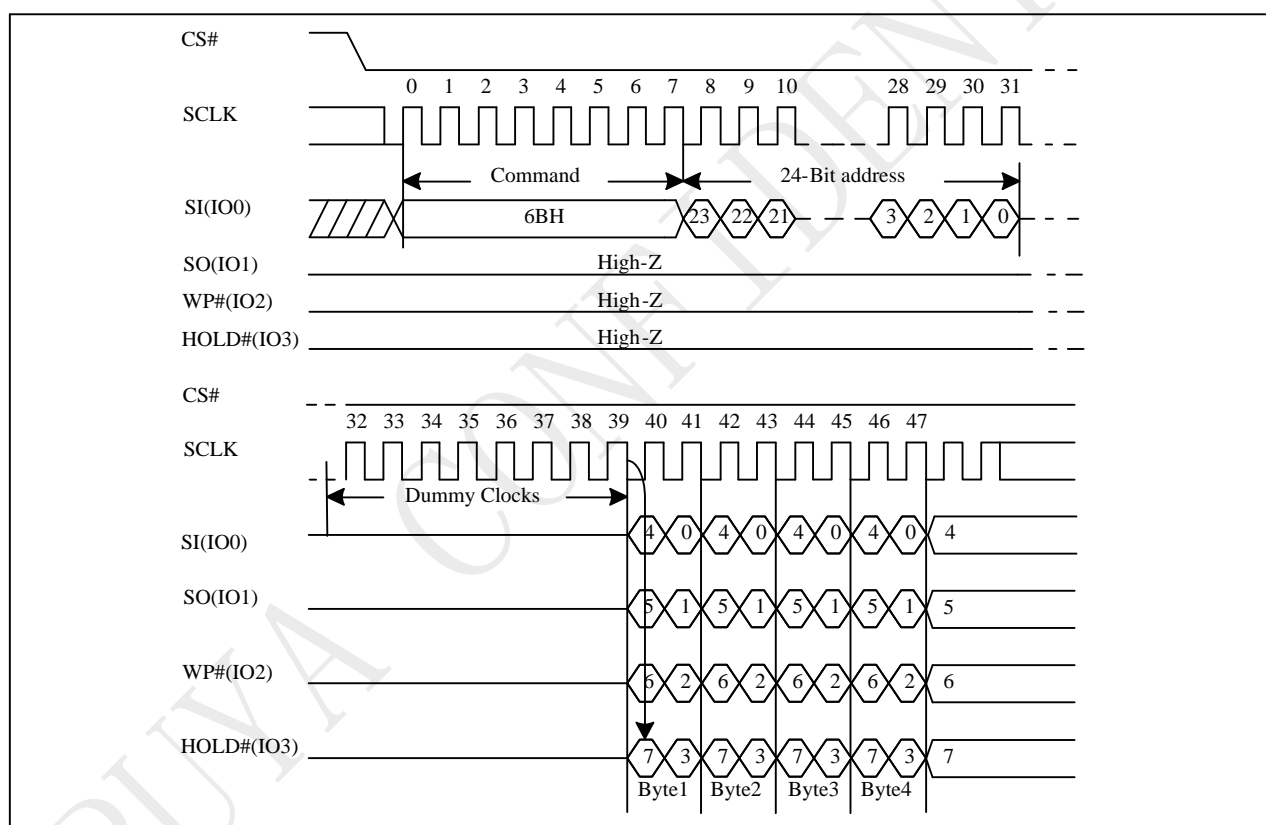 CS#
0 1 2 3 4 5 6 7 8 9 10 28 29 30 31
SCLK
Command 24-Bit address
SI(IO0) 6BH 23 22 21 3 2 1 0
SO(IO1) High-Z
WP#(IO2) High-Z
HOLD#(IO3) High-Z
CS#
32 33 34 35 36 37 38 39 40 41 42 43 44 45 46 47
SCLK
Dummy Clocks
SI(IO0) 4 0 4 0 4 0 4 0 4
SO(IO1) 5 1 5 1 5 1 5 1 5
WP#(IO2) 6 2 6 2 6 2 6 2 6
HOLD#(IO3) 7 3 7 3 7 3 7 3 7
Byte1 Byte2 Byte3 Byte4
PUYA CONFIDENT